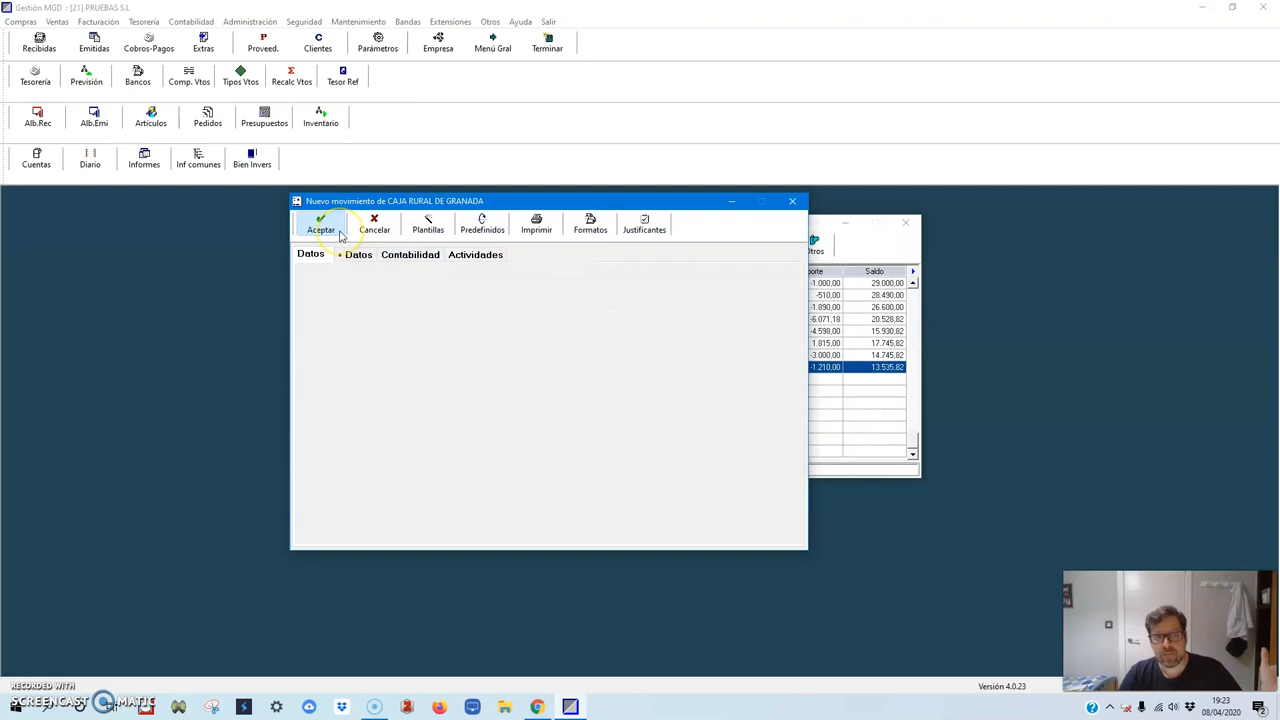 Gestión MGD : [21] PRUEBAS S.L
Compras Ventas Facturación Tesorería Contabilidad Administración Seguridad Mantenimiento Bandas Extensiones Otros Ayuda Salir
Recibidas Emitidas Cobros-Pagos Extras Proveed. Clientes Parámetros Empresa Menú Gral Terminar
Tesorería Previsión Bancos Comp. Vtos Tipos Vtos Recalc Vtos Tesor Ref
Alb.Rec Alb.Emi Artículos Pedidos Presupuestos Inventario
Cuentas Diario Informes Inf comunes Bien Invers
Nuevo movimiento de CAJA RURAL DE GRANADA
Aceptar Cancelar Plantillas Predefinidos Imprimir Formatos Justificantes
Datos + Datos Contabilidad Actividades
Saldo
-1.000,00 29.000,00
-510,00 28.490,00
-1.890,00 26.600,00
-6.071,18 20.528,82
-4.598,00 15.930,82
1.815,00 17.745,82
-3.000,00 14.745,82
-1.210,00 13.535,82
Versión 4.0.23
RECORDED WITH
SCREENCAST MATIC
19:23
08/04/2020